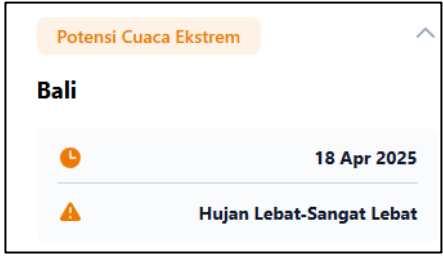 Potensi Cuaca Ekstrem
Bali
18 Apr 2025
Hujan Lebat-Sangat Lebat